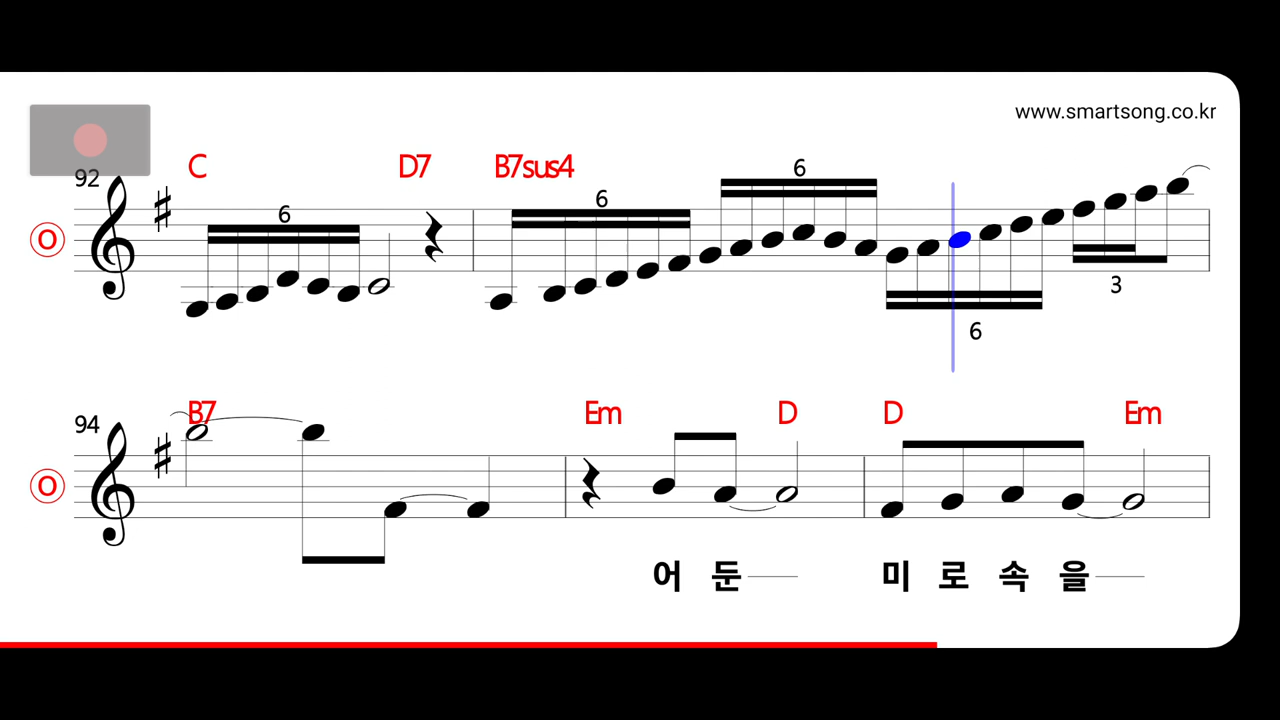 www.smartsong.co.kr
92
C D7 B7sus4
6 6 6 6 3
O
94
B7 Em D D Em
O
어 둔 미 로 속 을